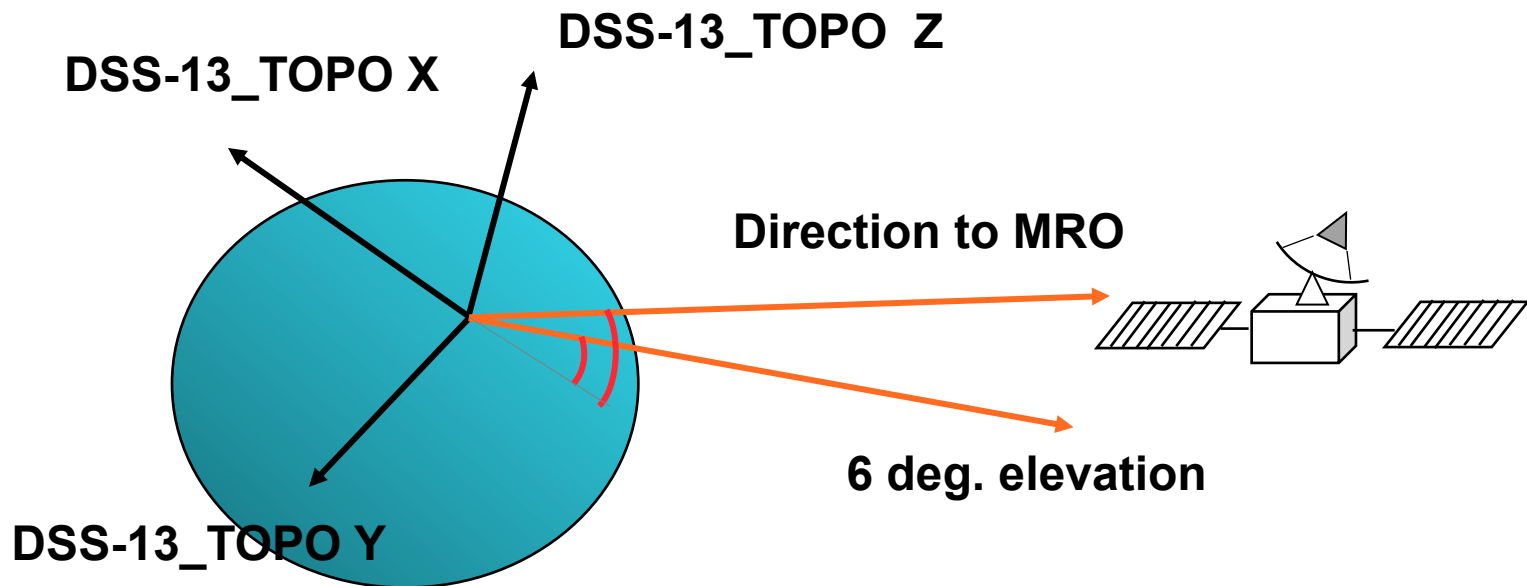 DSS-13_TOPO Z
DSS-13_TOPO X
Direction to MRO
6 deg. elevation
DSS-13_TOPO Y